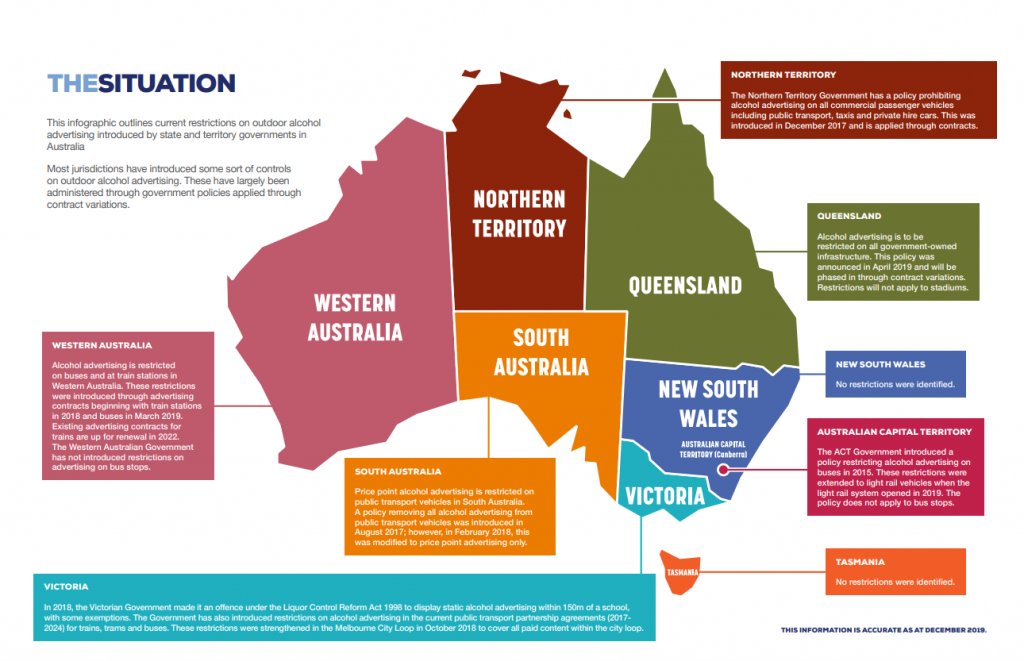 THESITUATION
This infographic outlines current restrictions on outdoor alcohol
advertising introduced by state and territory governments in
Australia
Most jurisdictions have introduced some sort of controls
on outdoor alcohol advertising. These have largely been
administered through government policies applied through
contract variations.
NORTHERN TERRITORY
The Northern Territory Government has a policy prohibiting
alcohol advertising on all commercial passenger vehicles
including public transport, taxis and private hire cars. This was
introduced in December 2017 and is applied through contracts.
NORTHERN
TERRITORY
QUEENSLAND
Alcohol advertising is to be
restricted on all government-owned
infrastructure. This policy was
announced in April 2019 and will be
phased in through contract variations.
Restrictions will not apply to stadiums.
QUEENSLAND
WESTERN
AUSTRALIA
SOUTH
AUSTRALIA
WESTERN AUSTRALIA
Alcohol advertising is restricted
on buses and at train stations in
Western Australia. These restrictions
were introduced through advertising
contracts beginning with train stations
in 2018 and buses in March 2019.
Existing advertising contracts for
trains are up for renewal in 2022.
The Western Australian Government
has not introduced restrictions on
advertising on bus stops.
NEW SOUTH WALES
No restrictions were identified.
NEW SOUTH
WALES
AUSTRALIAN CAPITAL
TERRITORY (Canberra)
AUSTRALIAN CAPITAL TERRITORY
The ACT Government introduced a
policy restricting alcohol advertising on
buses in 2015. These restrictions were
extended to light rail vehicles when the
light rail system opened in 2019. The
policy does not apply to bus stops.
SOUTH AUSTRALIA
Price point alcohol advertising is restricted on
public transport vehicles in South Australia.
A policy removing all alcohol advertising from
public transport vehicles was introduced in
August 2017; however, in February 2018, this
was modified to price point advertising only.
VICTORIA
TASMANIA
TASMANIA
No restrictions were identified.
VICTORIA
In 2018, the Victorian Government made it an offence under the Liquor Control Reform Act 1998 to display static alcohol advertising within 150m of a school,
with some exemptions. The Government has also introduced restrictions on alcohol advertising in the current public transport partnership agreements (2017-
2024) for trains, trams and buses. These restrictions were strengthened in the Melbourne City Loop in October 2018 to cover all paid content within the city loop.
THIS INFORMATION IS ACCURATE AS AT DECEMBER 2019.